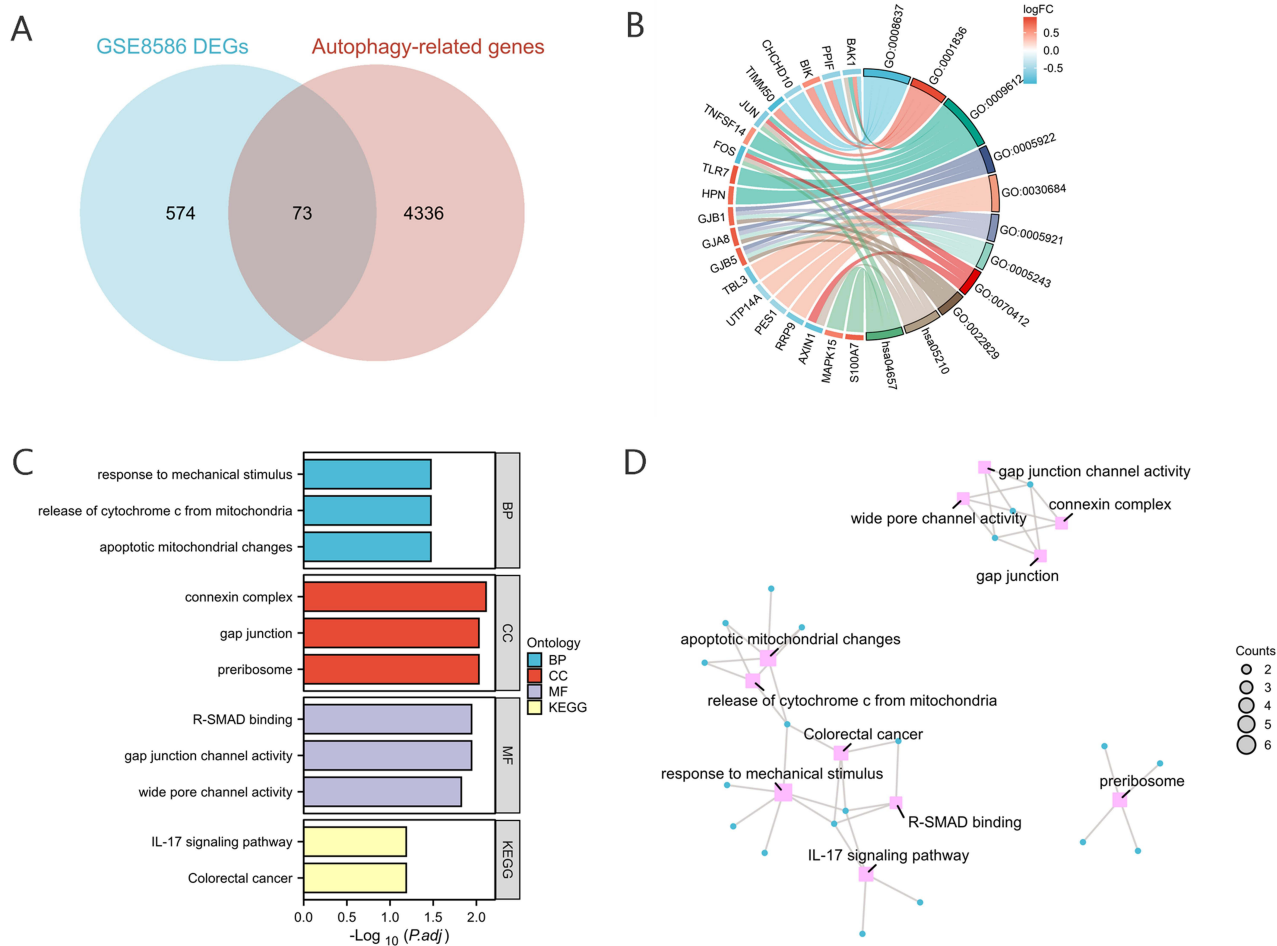 A
GSE8586 DEGs
Autophagy-related genes
574
73
4336
B
logFC
0.5
0.0
-0.5
GO:0008637
GO:0001836
GO:0009612
GO:0005922
GO:0030684
GO:0005921
GO:0005243
GO:0070412
GO:0022829
hsa05210
hsa04657
S100A7
MAPK15
AXIN1
RRP9
PES1
UTP14A
TBL3
GJB5
GJA8
GJB1
HPN
TLR7
FOS
TNFSF14
JUN
TIMM50
CHCHD10
BIK
PPIF
BAK1
C
response to mechanical stimulus
release of cytochrome c from mitochondria
apoptotic mitochondrial changes
BP
connexin complex
gap junction
preribosome
CC
R-SMAD binding
gap junction channel activity
wide pore channel activity
MF
IL-17 signaling pathway
Colorectal cancer
KEGG
0.0 0.5 1.0 1.5 2.0
-Log 10 (P.adj)
Ontology
BP
CC
MF
KEGG
D
gap junction channel activity
connexin complex
wide pore channel activity
gap junction
apoptotic mitochondrial changes
release of cytochrome c from mitochondria
Colorectal cancer
response to mechanical stimulus
R-SMAD binding
IL-17 signaling pathway
preribosome
Counts
2
3
4
5
6